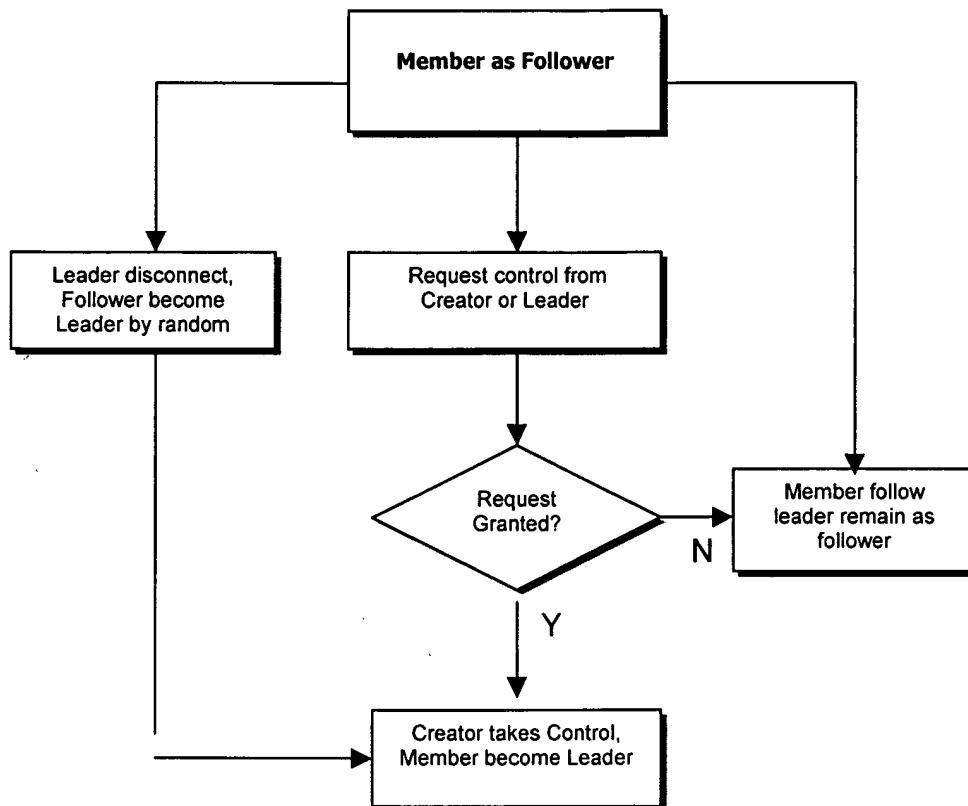 Member as Follower
Leader disconnect,
Follower become
Leader by random
Request control from
Creator or Leader
Request
Granted?
N
Member follow
leader remain as
follower
Y
Creator takes Control,
Member become Leader